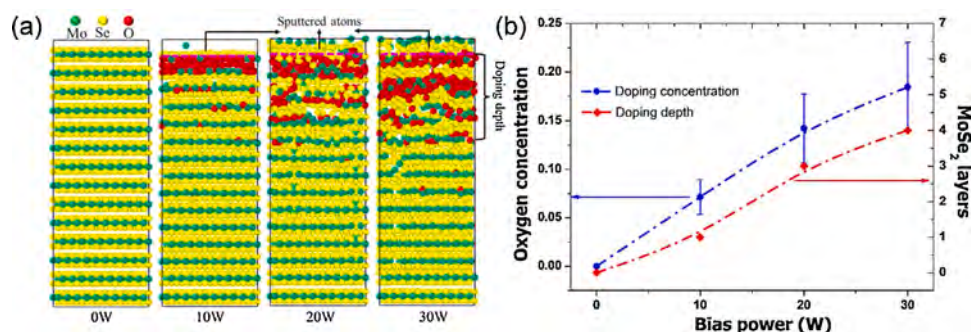 (a)
Mo Se O
Sputtered atoms
Doping depth
0W 10W 20W 30W
(b)
0.25
0.20
0.15
0.10
0.05
0.00
Oxygen concentration
Doping concentration
Doping depth
7
6
5
4
3
2
1
0
MoSe2 layers
0 10 20 30
Bias power (W)